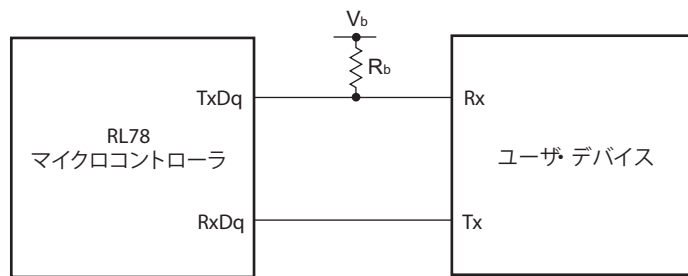 Vb
Rb
TxDq
Rx
RL78
マイクロコントローラ
ユーザ・デバイス
RxDq
Tx